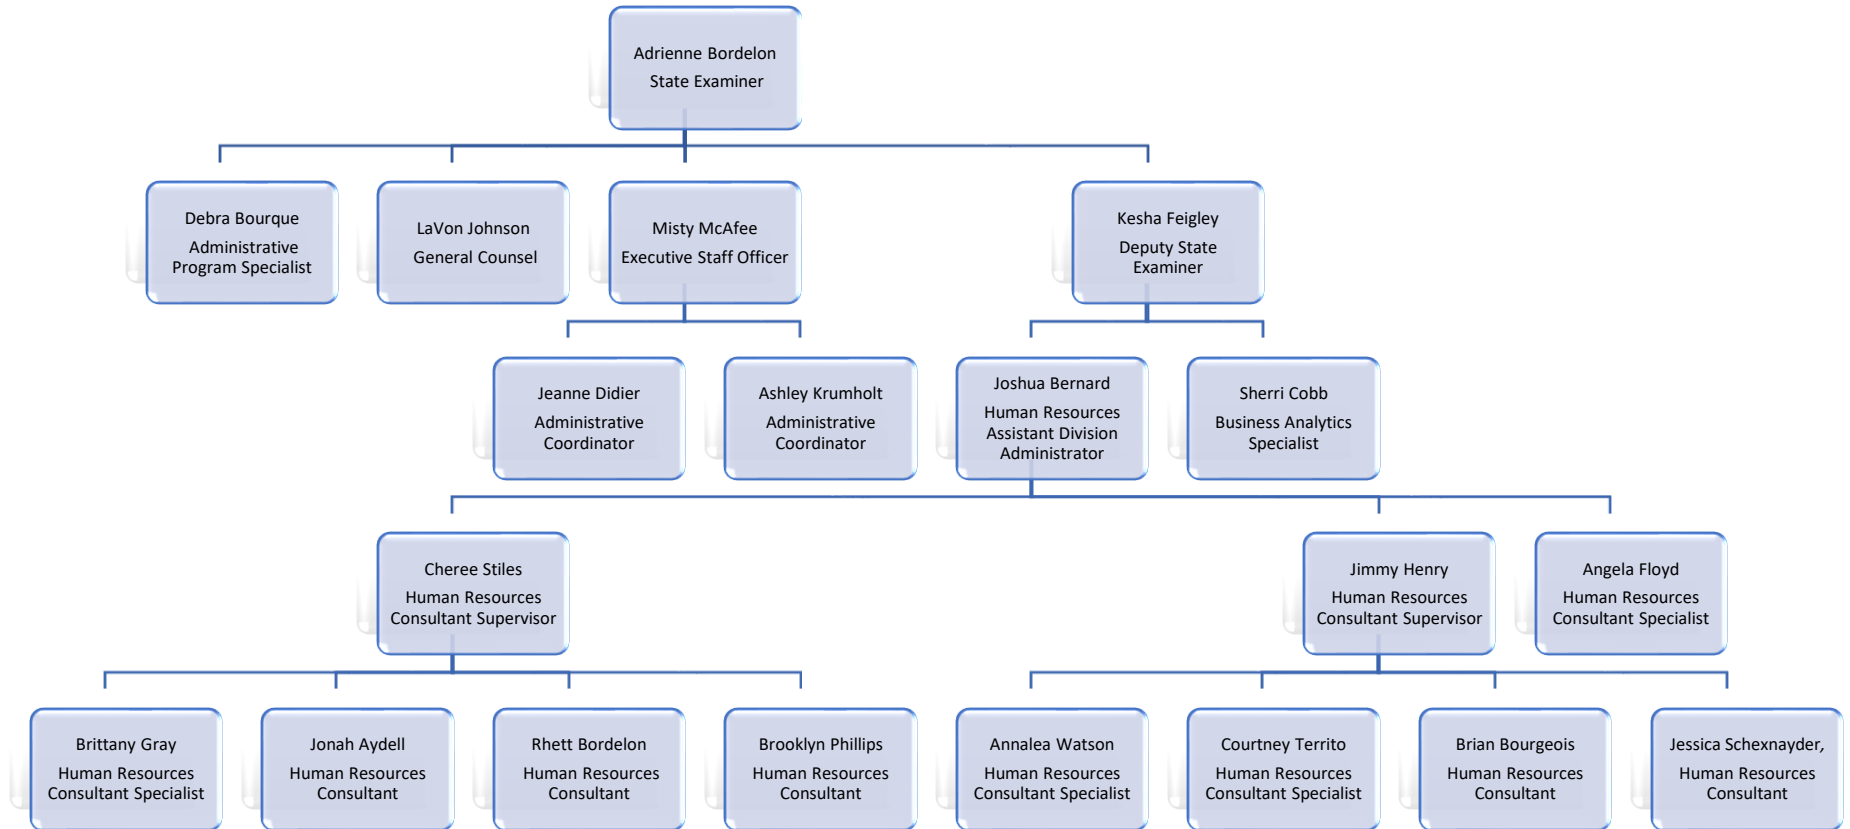 Adrienne Bordelon
State Examiner
Debra Bourque
Administrative
Program Specialist
LaVon Johnson
General Counsel
Misty McAfee
Executive Staff Officer
Kesha Feigley
Deputy State
Examiner
Jeanne Didier
Administrative
Coordinator
Ashley Krumholt
Administrative
Coordinator
Joshua Bernard
Human Resources
Assistant Division
Administrator
Sherri Cobb
Business Analytics
Specialist
Cheree Stiles
Human Resources
Consultant Supervisor
Jimmy Henry
Human Resources
Consultant Supervisor
Angela Floyd
Human Resources
Consultant Specialist
Brittany Gray
Human Resources
Consultant Specialist
Jonah Aydell
Human Resources
Consultant
Rhett Bordelon
Human Resources
Consultant
Brooklyn Phillips
Human Resources
Consultant
Annalea Watson
Human Resources
Consultant Specialist
Courtney Territo
Human Resources
Consultant Specialist
Brian Bourgeois
Human Resources
Consultant
Jessica Schexnayder,
Human Resources
Consultant